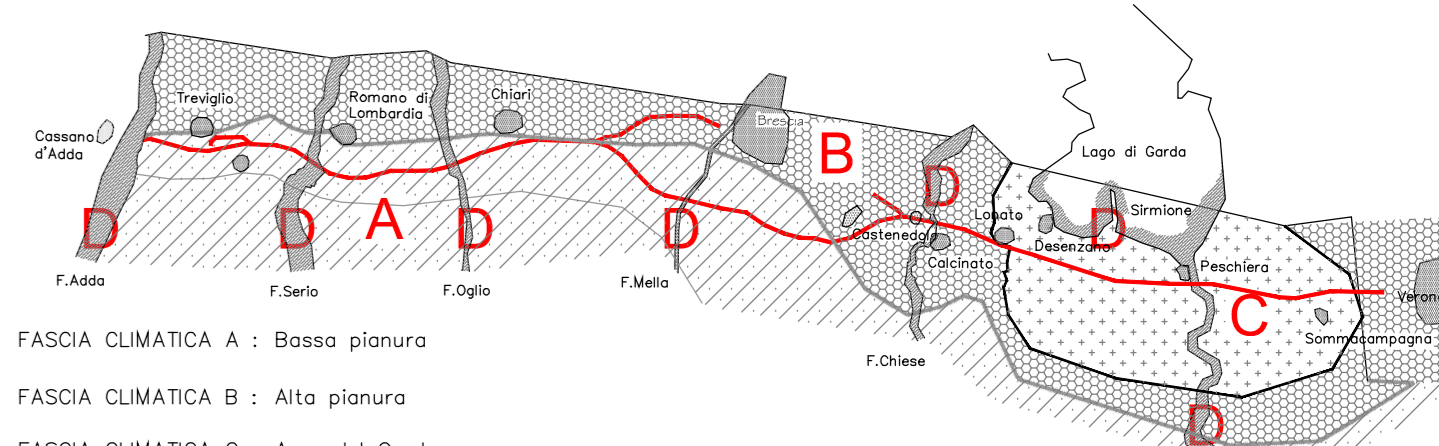 Lago di Garda
Treviglio
Romano di
Lombardia
Chiari
Brescia
Cassano
d'Adda
B
D
Lonato
Sirmione
D
Desenzano
Castenedolo
Calcinato
D
D
A
D
D
Peschiera
F.Adda
F.Serio
F.Oglio
F.Mella
C
Sommacampagna
F.Chiese
D
FASCIA CLIMATICA A : Bassa pianura
FASCIA CLIMATICA B : Alta pianura